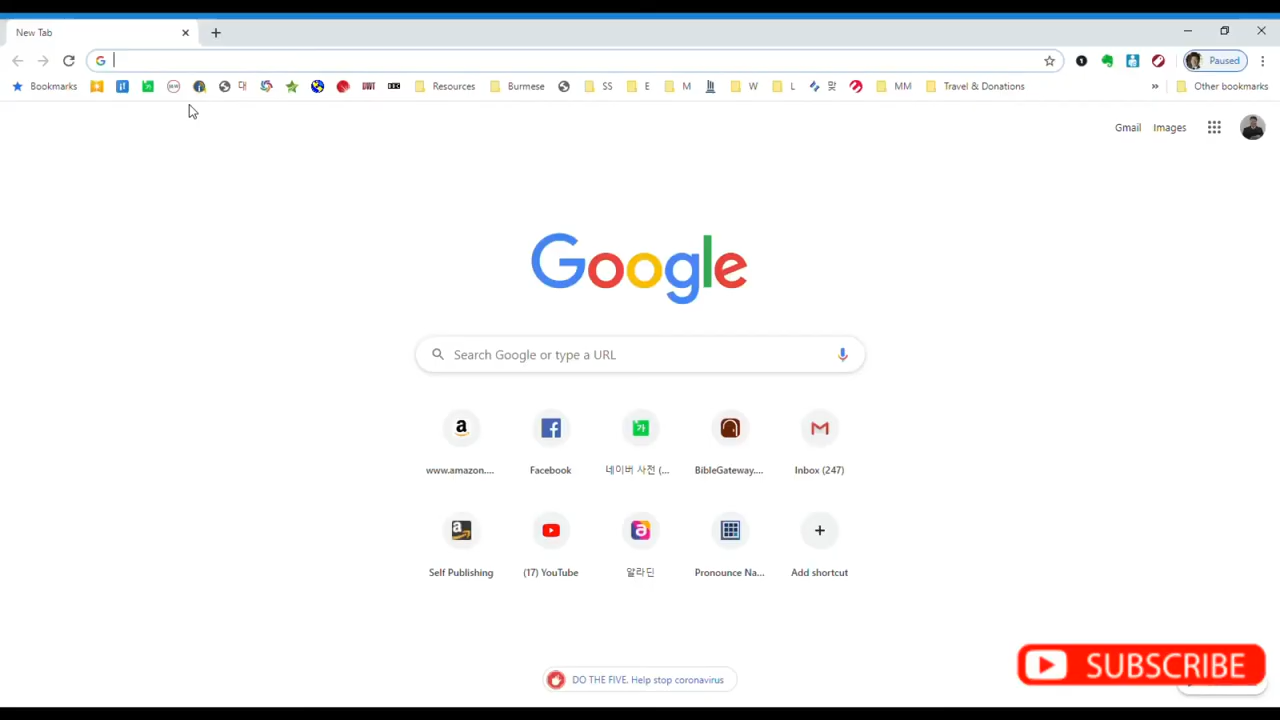 New Tab
Paused
Bookmarks 대 Resources Burmese SS E M W L 맞 MM Travel & Donations » Other bookmarks
Gmail Images
Google
Search Google or type a URL
www.amazon.... Facebook 네이버 사전 (... BibleGateway.... Inbox (247)
Self Publishing (17) YouTube 알라딘 Pronounce Na... Add shortcut
DO THE FIVE. Help stop coronavirus
SUBSCRIBE